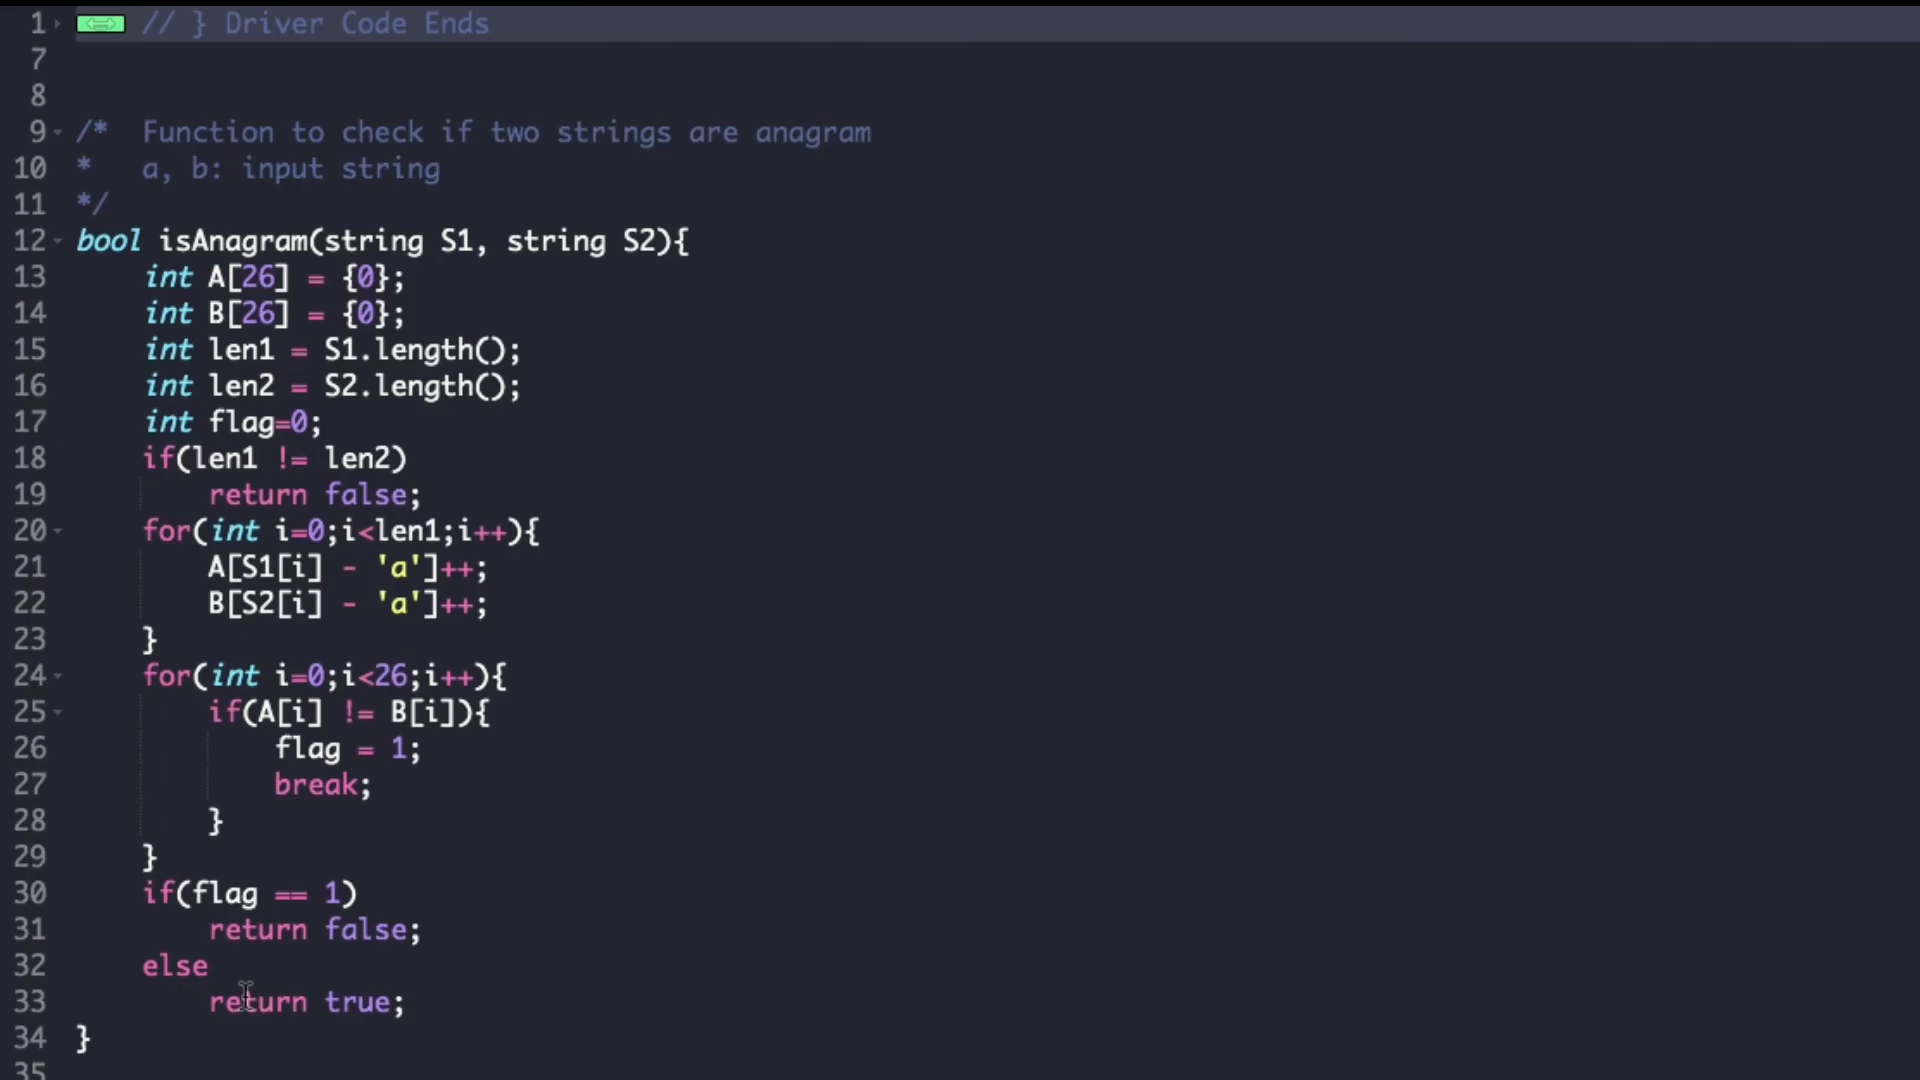 1 // } Driver Code Ends
7
8
9 /*  Function to check if two strings are anagram
10 *   a, b: input string
11 */
12 bool isAnagram(string S1, string S2){
13     int A[26] = {0};
14     int B[26] = {0};
15     int len1 = S1.length();
16     int len2 = S2.length();
17     int flag=0;
18     if(len1 != len2)
19         return false;
20     for(int i=0;i<len1;i++){
21         A[S1[i] - 'a']++;
22         B[S2[i] - 'a']++;
23     }
24     for(int i=0;i<26;i++){
25         if(A[i] != B[i]){
26             flag = 1;
27             break;
28         }
29     }
30     if(flag == 1)
31         return false;
32     else
33         return true;
34 }
35